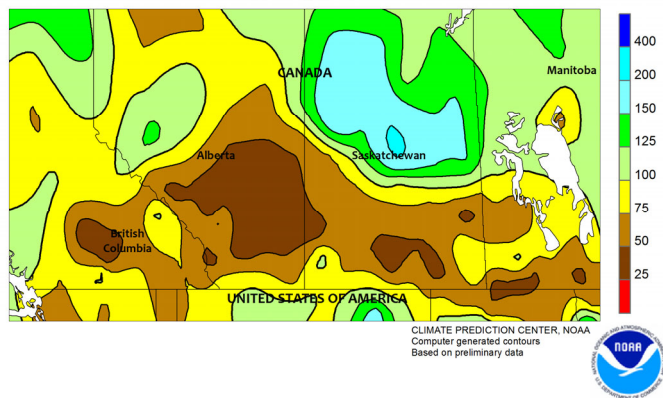 CANADA
Manitoba
Alberta
Saskatchewan
British
Columbia
UNITED STATES OF AMERICA
400
200
150
125
100
75
50
25
CLIMATE PREDICTION CENTER, NOAA
Computer generated contours
Based on preliminary data
NOAA